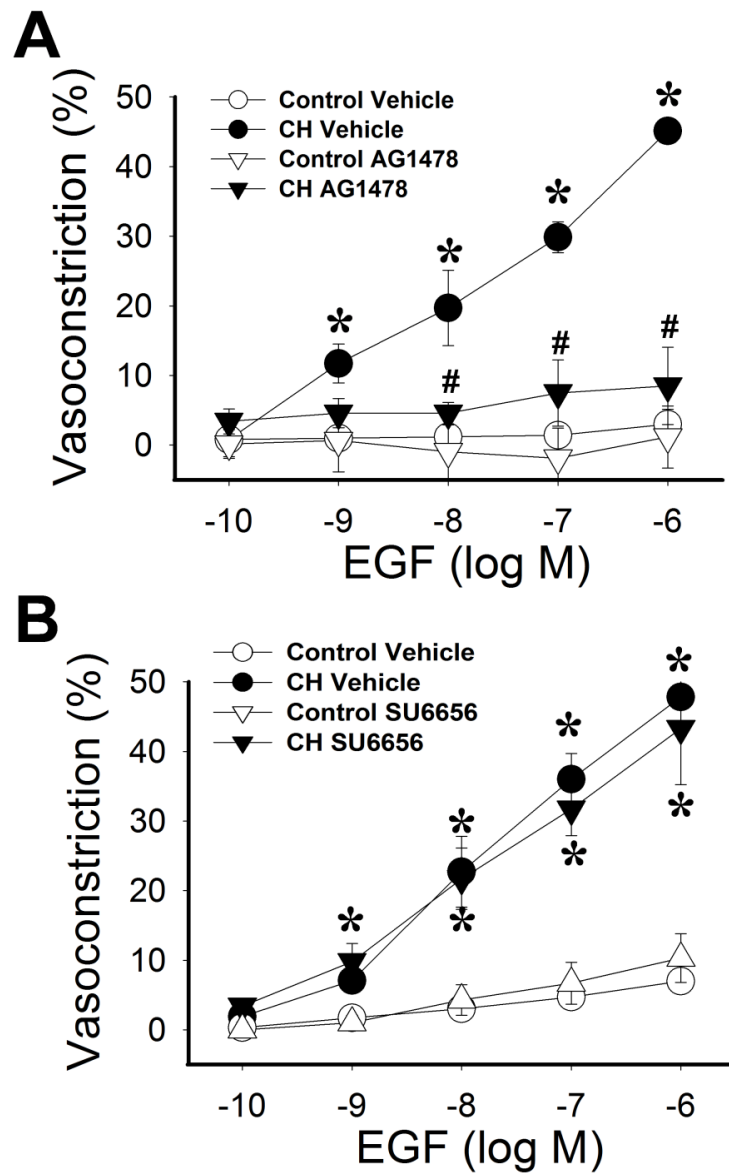 A
Vasoconstriction (%)
50
40
30
20
10
0
Control Vehicle
CH Vehicle
Control AG1478
CH AG1478
*
*
*
*
#
#
#
-10
-9
-8
-7
-6
EGF (log M)
B
Vasoconstriction (%)
50
40
30
20
10
0
Control Vehicle
CH Vehicle
Control SU6656
CH SU6656
*
*
*
*
*
*
*
-10
-9
-8
-7
-6
EGF (log M)